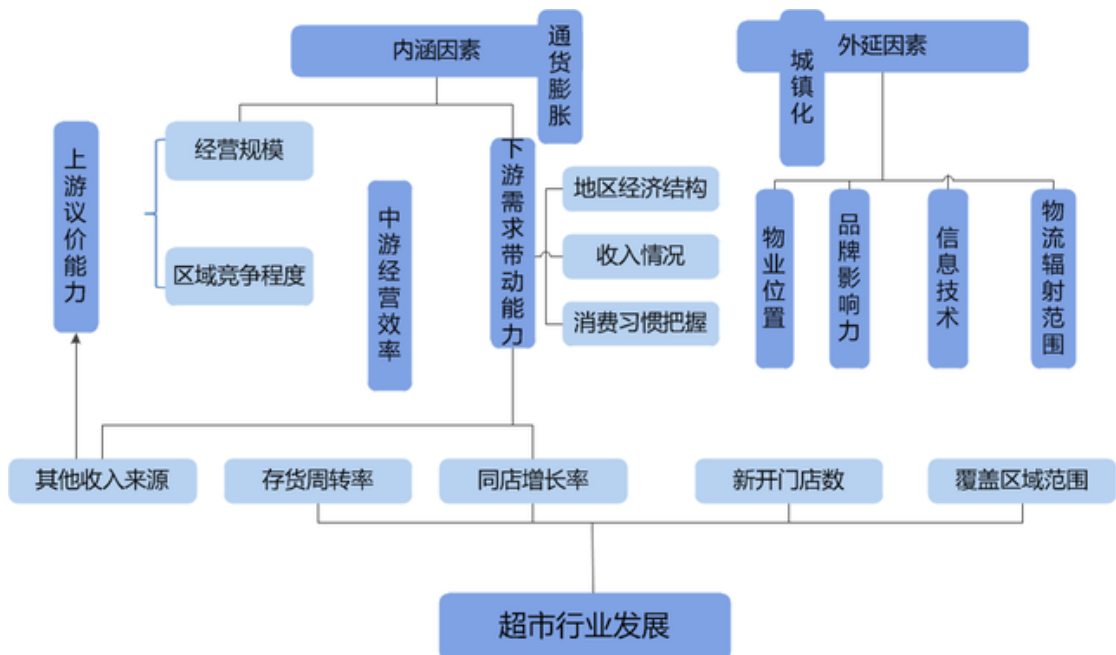 内涵因素
通货膨胀
城镇化
外延因素
上游议价能力
经营规模
区域竞争程度
中游经营效率
下游需求带动能力
地区经济结构
收入情况
消费习惯把握
物业位置
品牌影响力
信息技术
物流辐射范围
其他收入来源
存货周转率
同店增长率
新开门店数
覆盖区域范围
超市行业发展